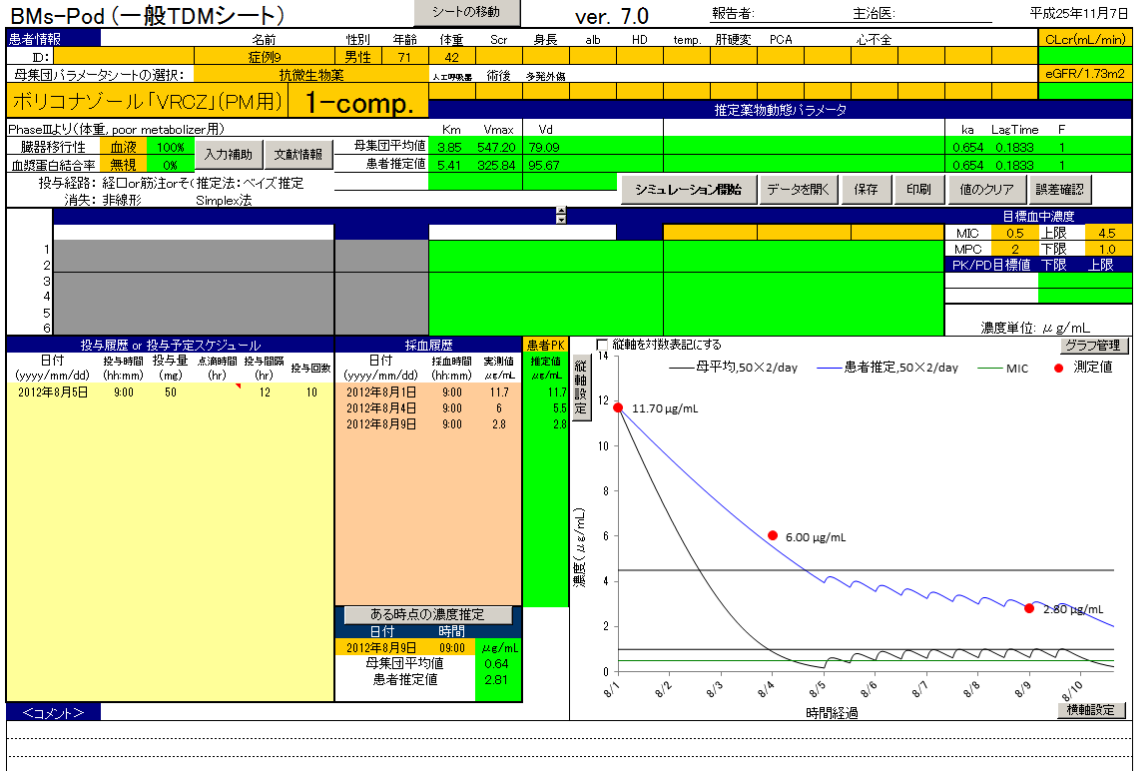 BMs-Pod (一般TDMシート) シートの移動 ver. 7.0 報告者: 主治医: 平成25年11月7日
患者情報 名前 性別 年齢 体重 Scr 身長 alb HD temp. 肝硬変 PCA 心不全 CLcr(mL/min)
ID: 症例9 男性 71 42
母集団パラメータシートの選択: 抗微生物薬 人工呼吸器 術後 多発外傷 eGFR/1.73m2
ボリコナゾール「VRCZ」(PM用) 1-comp. 推定薬物動態パラメータ
PhaseⅢより(体重, poor metabolizer用) Km Vmax Vd ka LagTime F
臓器移行性 血液 100% 入力補助 文献情報 母集団平均値 3.85 547.20 79.09 0.654 0.1833 1
血漿蛋白結合率 無視 0% 患者推定値 5.41 325.84 95.67 0.654 0.1833 1
投与経路: 経口or筋注orそ(推定法:ベイズ推定 シミュレーション開始 データを開く 保存 印刷 値のクリア 誤差確認
消失: 非線形 Simplex法
目標血中濃度
MIC 0.5 上限 4.5
1 MPC 2 下限 1.0
2 PK/PD目標値 下限 上限
3
4
5
6 濃度単位: μg/mL
投与履歴 or 投与予定スケジュール 採血履歴 患者PK 縦軸を対数表記にする グラフ管理
日付 投与時間 投与量 点滴時間 投与間隔 投与回数 日付 採血時間 実測値 推定値
(yyyy/mm/dd) (hh:mm) (mg) (hr) (hr) (yyyy/mm/dd) (hh:mm) μg/mL μg/mL
2012年8月5日 9:00 50 12 10 2012年8月1日 9:00 11.7 11.7
2012年8月4日 9:00 6 5.5
2012年8月9日 9:00 2.8 2.8
縦軸設定
母平均,50×2/day 患者推定,50×2/day MIC 測定値
14
12
10
8
6
4
2
0
濃度(μg/mL)
11.70 μg/mL
6.00 μg/mL
2.80 μg/mL
8/1 8/2 8/3 8/4 8/5 8/6 8/7 8/8 8/9 8/10
時間経過
横軸設定
ある時点の濃度推定
日付 時間
2012年8月9日 09:00 μg/mL
母集団平均値 0.64
患者推定値 2.81
<コメント>